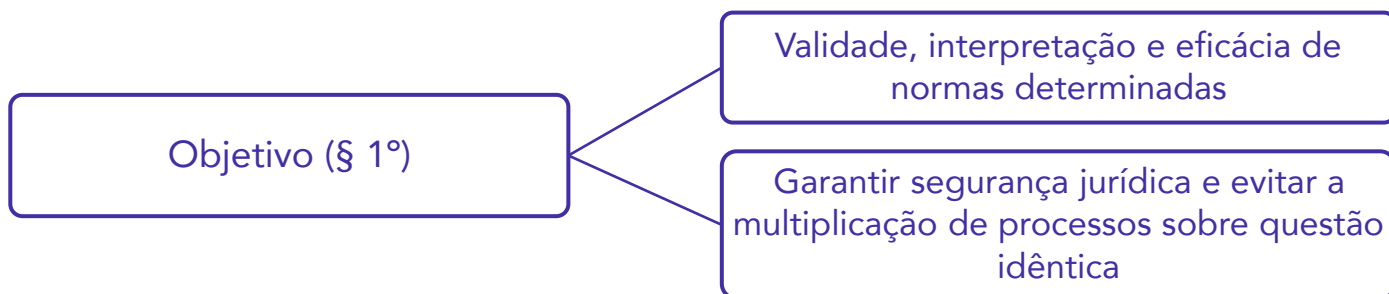 Objetivo (§ 1º)
Validade, interpretação e eficácia de
normas determinadas
Garantir segurança jurídica e evitar a
multiplicação de processos sobre questão
idêntica